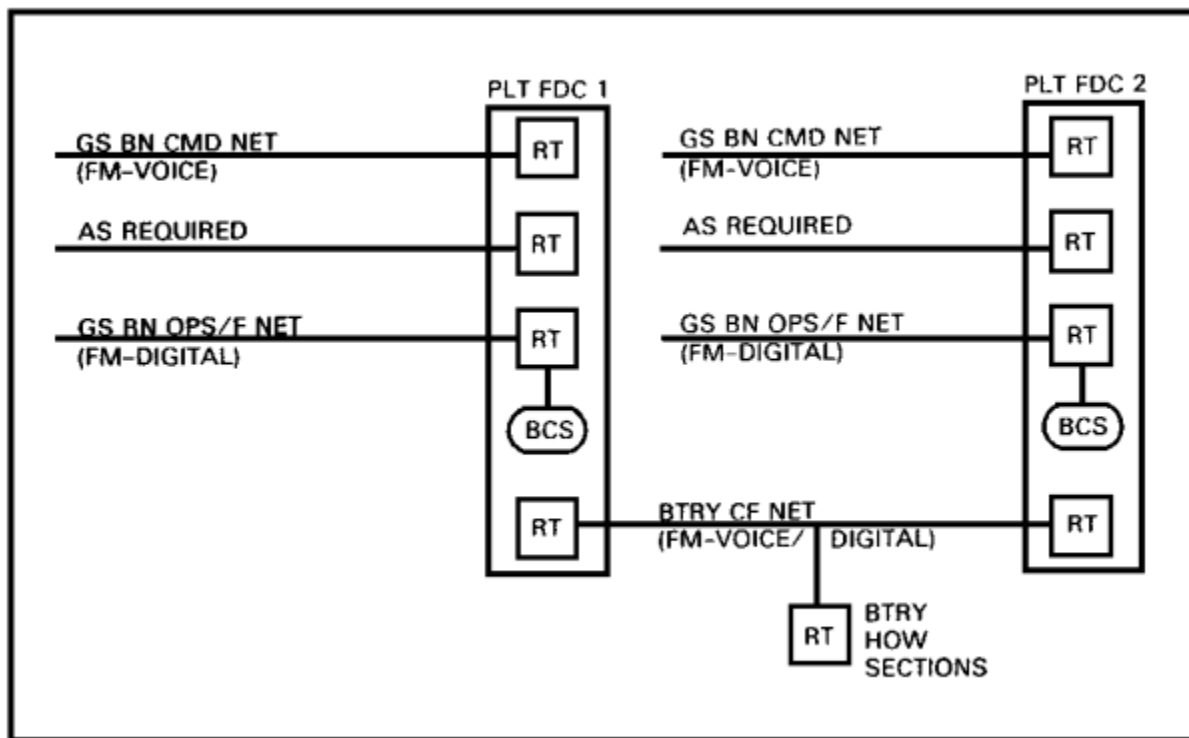 PLT FDC 1
GS BN CMD NET
(FM-VOICE)
RT
AS REQUIRED
RT
GS RN OPS/F NET
(FM-DIGITAL)
RT
BCS
RT
PLT FDC 2
GS BN CMD NET
(FM-VOICE)
RT
AS REQUIRED
RT
GS BN OPS/F NET
(FM-DIGITAL)
RT
BCS
RT
BTRY CF NET
(FM-VOICE/ DIGITAL)
RT
BTRY
HOW
SECTIONS